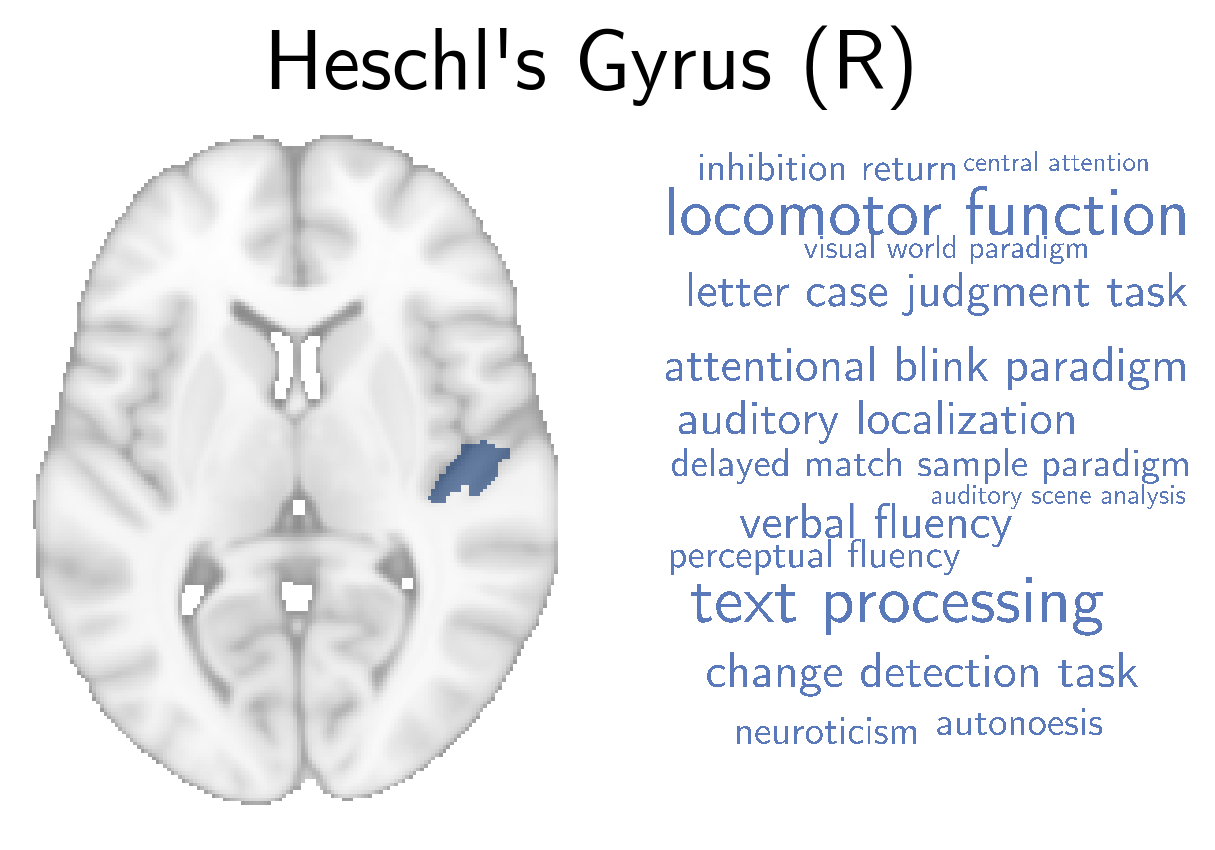 Heschl's Gyrus (R)
inhibition return central attention
locomotor function
visual world paradigm
letter case judgment task
attentional blink paradigm
auditory localization
delayed match sample paradigm
auditory scene analysis
verbal fluency
perceptual fluency
text processing
change detection task
neuroticism autonoesis